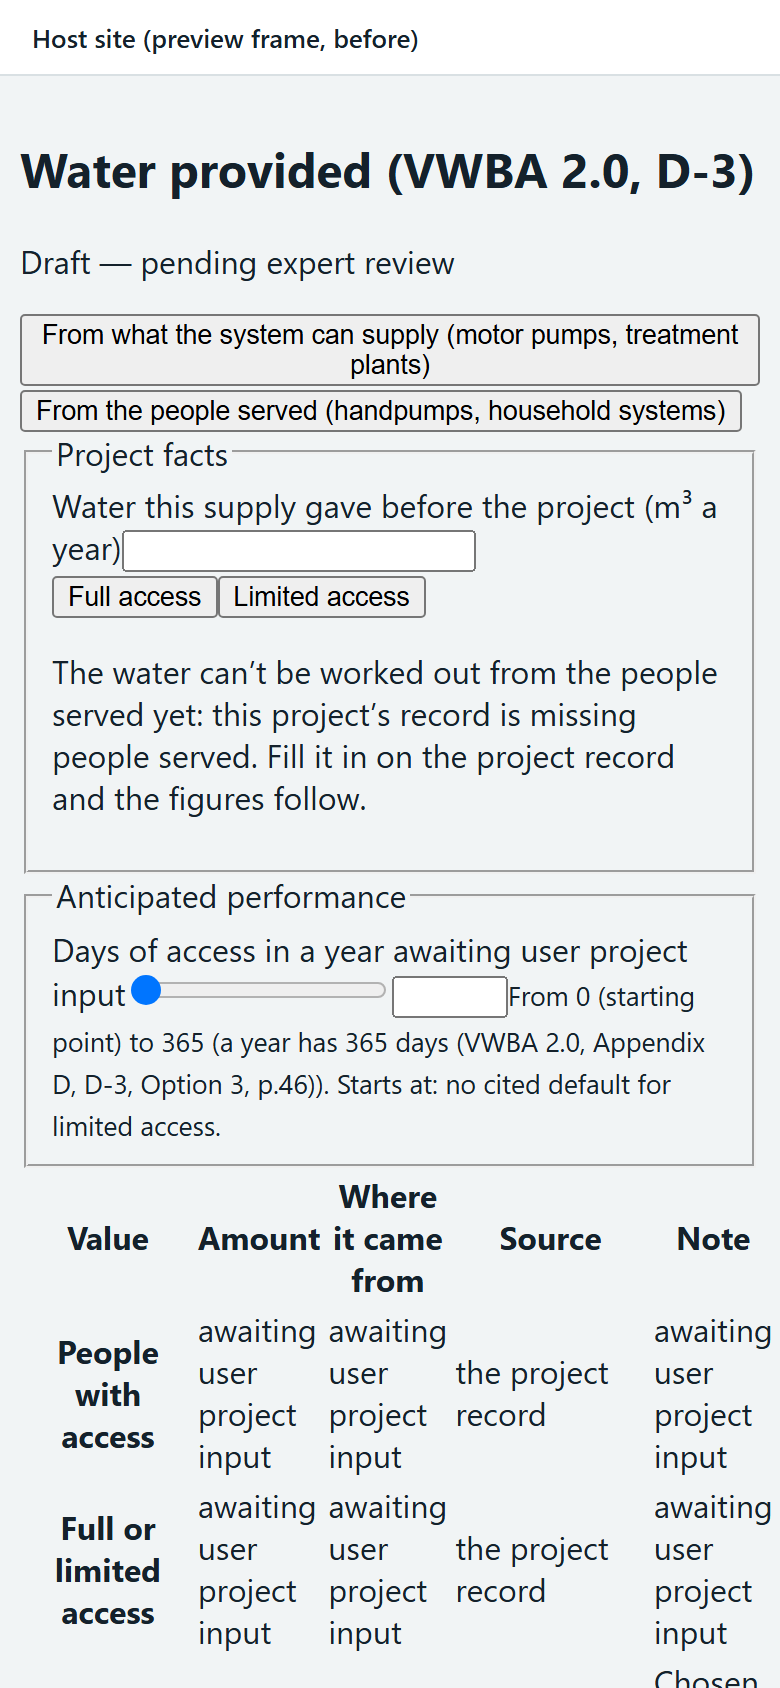 Host site (preview frame, before)
Water provided (VWBA 2.0, D-3)
Draft — pending expert review
From what the system can supply (motor pumps, treatment
plants)
From the people served (handpumps, household systems)
Project facts
Water this supply gave before the project (m³ a
year)
Full access Limited access
The water can’t be worked out from the people
served yet: this project’s record is missing
people served. Fill it in on the project record
and the figures follow.
Anticipated performance
Days of access in a year awaiting user project
input From 0 (starting
point) to 365 (a year has 365 days (VWBA 2.0, Appendix
D, D-3, Option 3, p.46)). Starts at: no cited default for
limited access.
Where
Value Amount it came Source Note
from
awaiting awaiting awaiting
People user user the project user
with project project record project
access input input input
awaiting awaiting awaiting
Full or user user the project user
limited project project record project
access input input input
Chosen